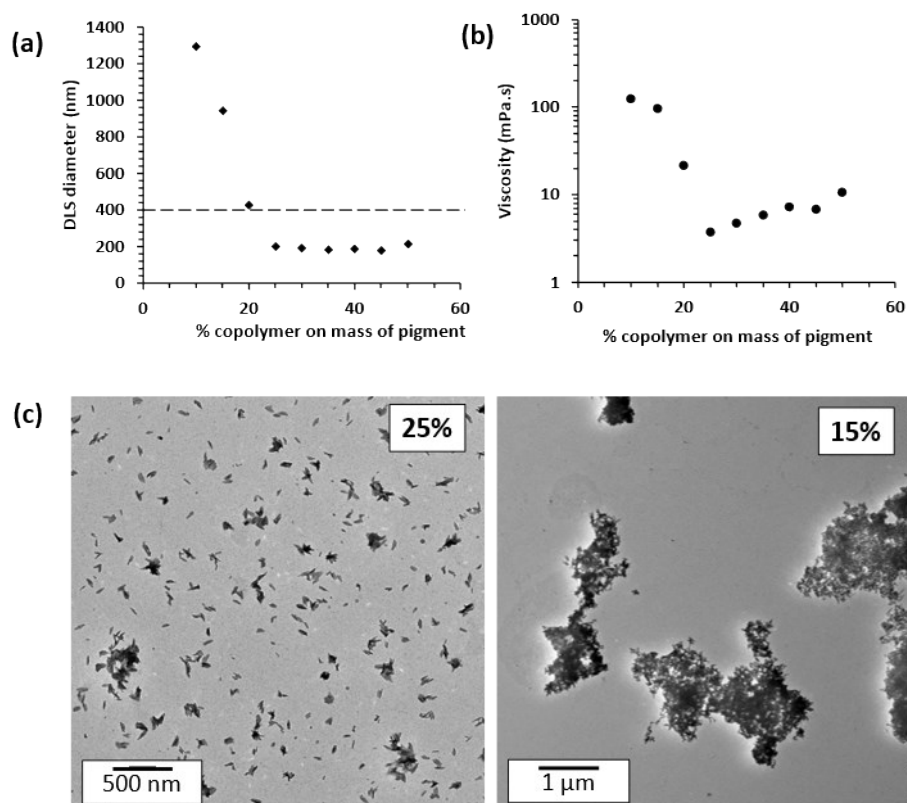 (a)
1400
1200
1000
800
600
400
200
0
DLS diameter (nm)
0 20 40 60
% copolymer on mass of pigment
(b)
1000
100
10
1
Viscosity (mPa.s)
0 20 40 60
% copolymer on mass of pigment
(c)
25%
500 nm
15%
1 µm